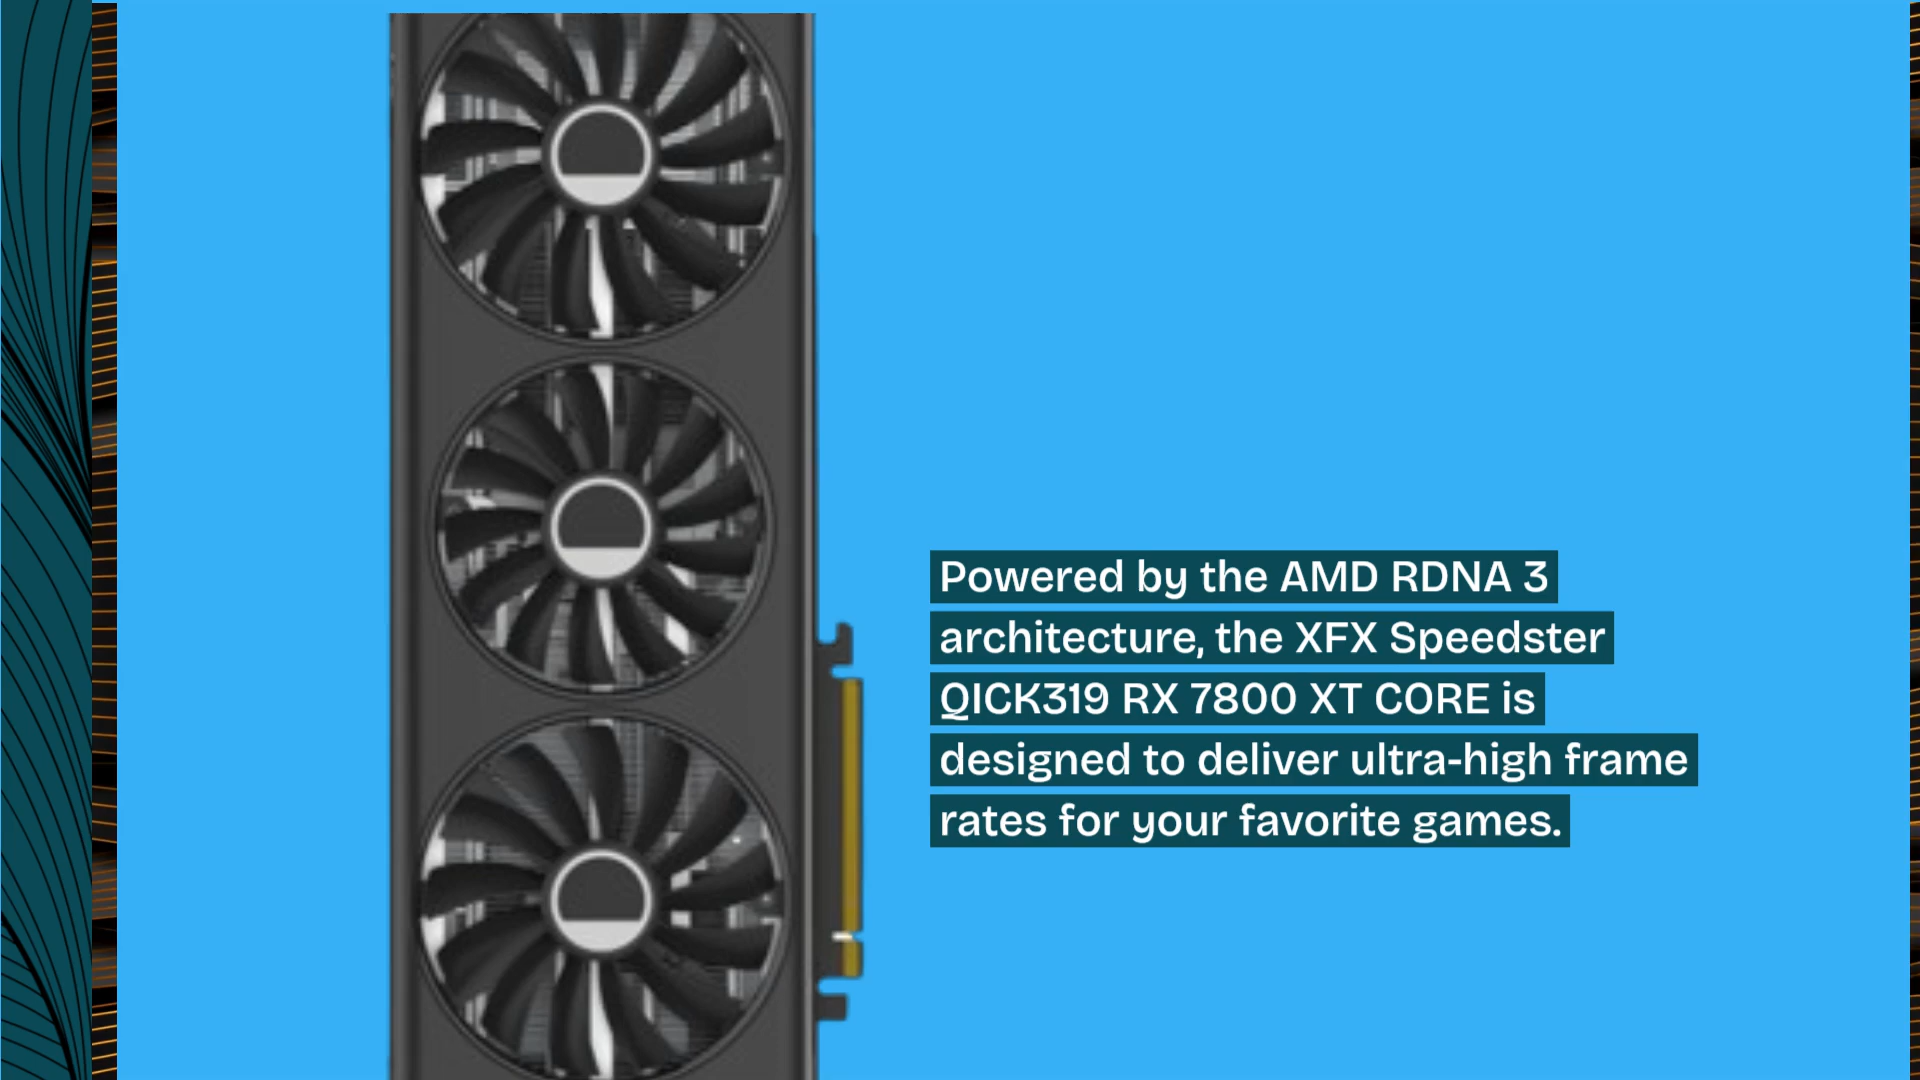 Powered by the AMD RDNA 3
architecture, the XFX Speedster
QICK319 RX 7800 XT CORE is
designed to deliver ultra-high frame
rates for your favorite games.